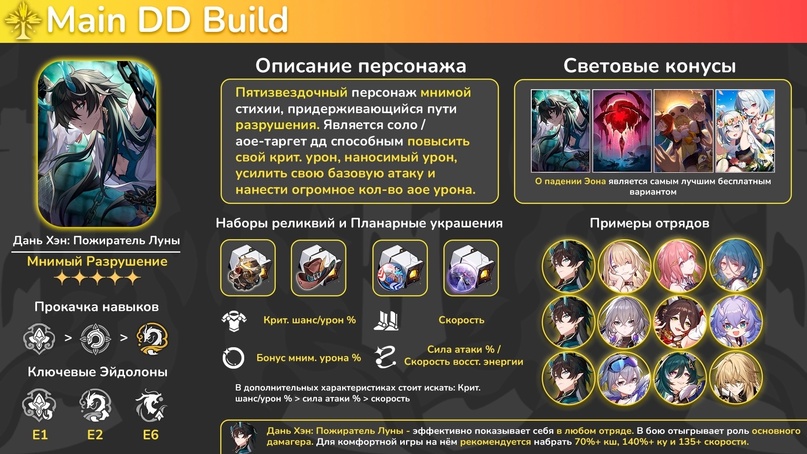 Main DD Build
Дань Хэн: Пожиратель Луны
Мнимый Разрушение
Прокачка навыков
> >
Ключевые Эйдолоны
E1 E2 E6
Описание персонажа
Пятизвездочный персонаж мнимой
стихии, придерживающийся пути
разрушения. Является соло /
аое-таргет дд способным повысить
свой крит. урон, наносимый урон,
усилить свою базовую атаку и
нанести огромное кол-во аое урона.
Световые конусы
О падении Эона является самым лучшим бесплатным
вариантом
Наборы реликвий и Планарные украшения
Крит. шанс/урон % Скорость
Бонус мним. урона % Сила атаки % /
Скорость восст. энергии
В дополнительных характеристиках стоит искать: Крит.
шанс/урон % > сила атаки % > скорость
Примеры отрядов
Дань Хэн: Пожиратель Луны - эффективно показывает себя в любом отряде. В бою отыгрывает роль основного
дамагера. Для комфортной игры на нём рекомендуется набрать 70%+ кш, 140%+ ку и 135+ скорости.